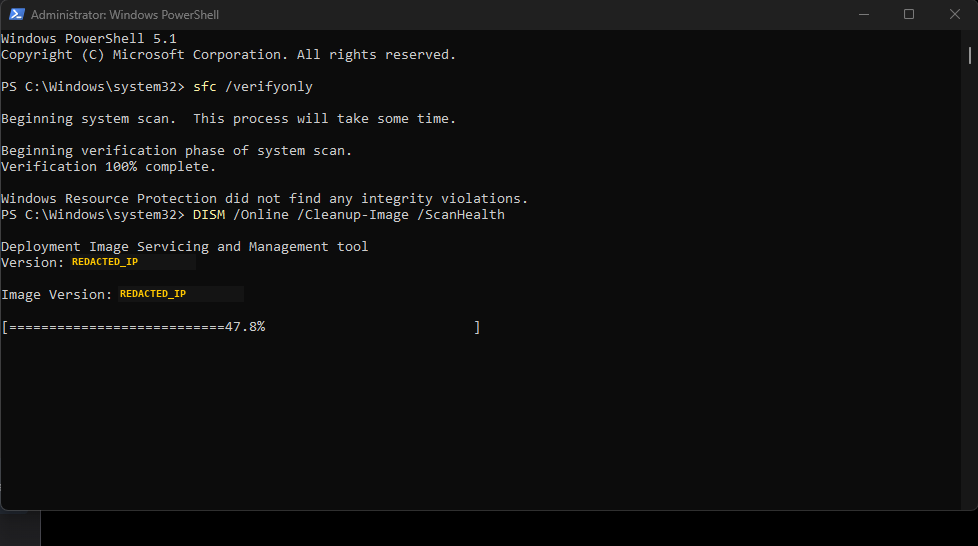 Administrator: Windows PowerShell
Windows PowerShell 5.1
Copyright (C) Microsoft Corporation. All rights reserved.
PS C:\Windows\system32> sfc /verifyonly
Beginning system scan.  This process will take some time.
Beginning verification phase of system scan.
Verification 100% complete.
Windows Resource Protection did not find any integrity violations.
PS C:\Windows\system32> DISM /Online /Cleanup-Image /ScanHealth
Deployment Image Servicing and Management tool
Version: REDACTED_IP
Image Version: REDACTED_IP
[===========================47.8%                          ]